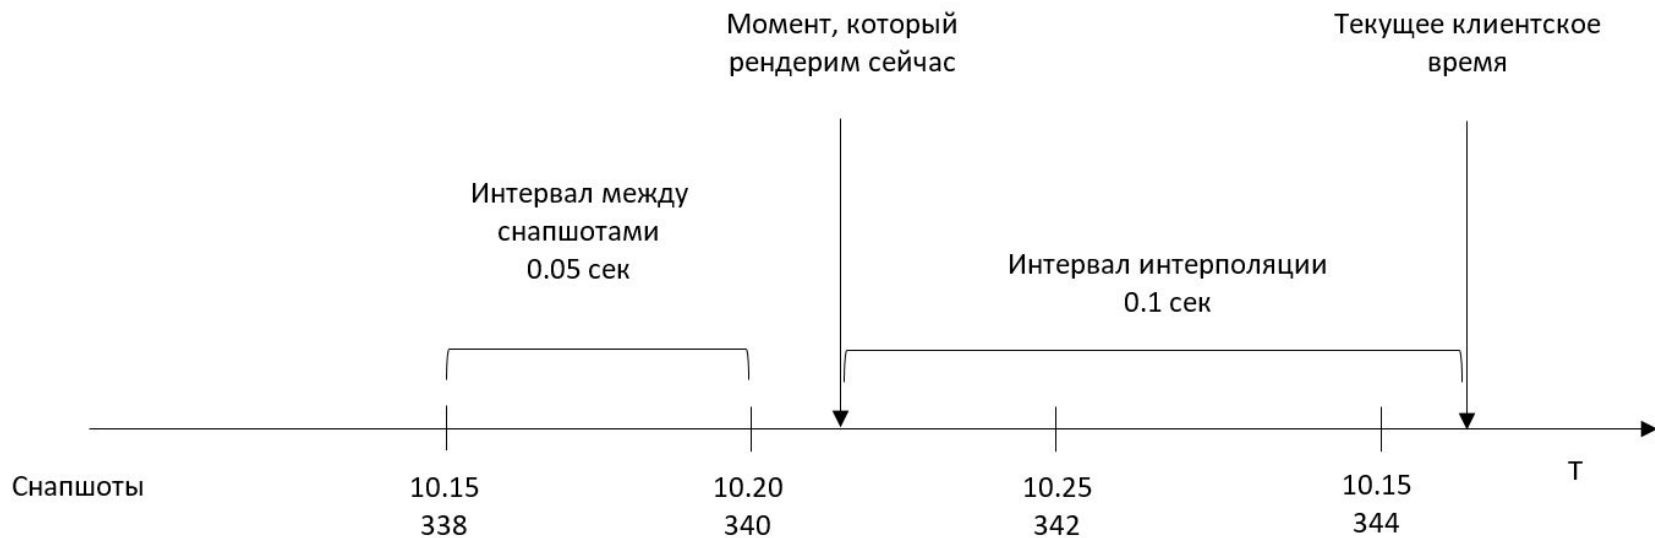 Момент, который
рендерим сейчас
Текущее клиентское
время
Интервал между
снапшотами
0.05 сек
Интервал интерполяции
0.1 сек
Снапшоты
10.15
338
10.20
340
10.25
342
10.15
344
T